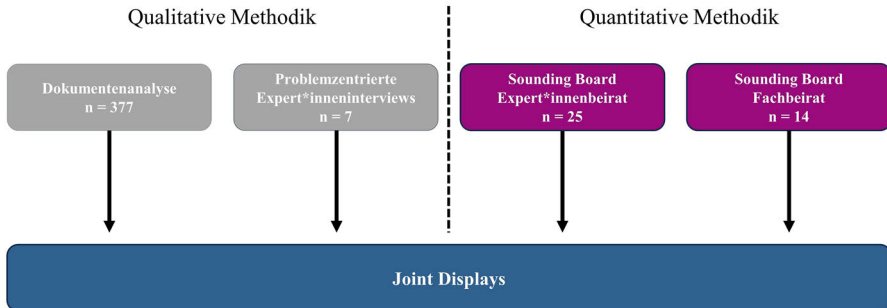 Qualitative Methodik
Quantitative Methodik
Dokumentenanalyse
n = 377
Problemzentrierte
Expert*inneninterviews
n = 7
Sounding Board
Expert*innenbeirat
n = 25
Sounding Board
Fachbeirat
n = 14
Joint Displays